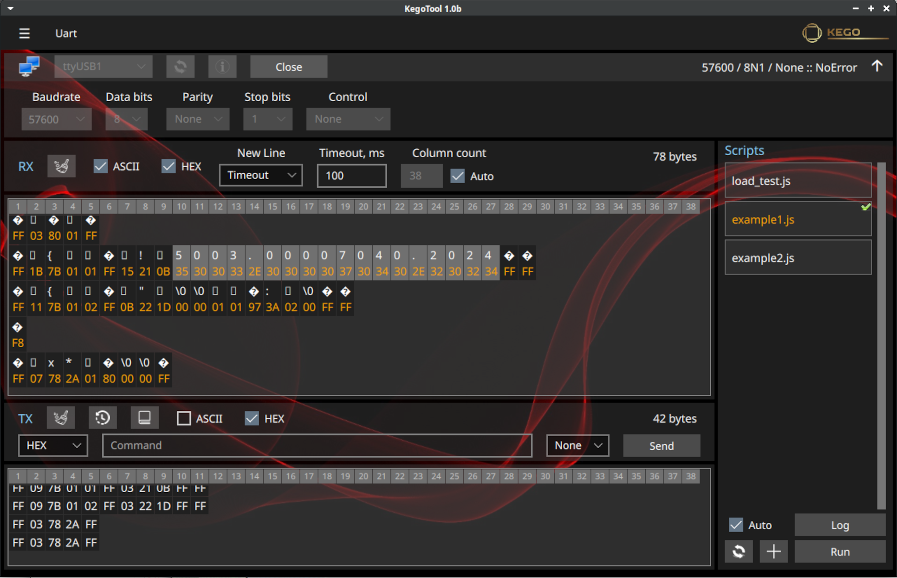 KegoTool 1.0b
Uart
KEGO
ttyUSB1
Close
57600 / 8N1 / None :: NoError
Baudrate Data bits Parity Stop bits Control
57600 8 None 1 None
RX ASCII HEX
New Line Timeout, ms Column count
Timeout 100 38 Auto
78 bytes
1 2 3 4 5 6 7 8 9 10 11 12 13 14 15 16 17 18 19 20 21 22 23 24 25 26 27 28 29 30 31 32 33 34 35 36 37 38
� � 
FF 03 80 01 FF
� { � ! 5 0 0 3 . 0 0 0 0 7 0 4 0 . 2 0 2 4 � �
FF 1B 7B 01 01 FF 15 21 0B 35 30 30 33 2E 30 30 30 30 37 30 34 30 2E 32 30 32 34 FF FF
� { � " \0 \0 � : \0 � �
FF 11 7B 01 02 FF 0B 22 1D 00 00 01 01 97 3A 02 00 FF FF
�
F8
� x * � \0 \0 �
FF 07 78 2A 01 80 00 00 FF
TX ASCII HEX
42 bytes
HEX Command None Send
1 2 3 4 5 6 7 8 9 10 11 12 13 14 15 16 17 18 19 20 21 22 23 24 25 26 27 28 29 30 31 32 33 34 35 36 37 38
FF 09 7B 01 01 FF 03 21 0B FF FF
FF 09 7B 01 02 FF 03 22 1D FF FF
FF 03 78 2A FF
FF 03 78 2A FF
Scripts
load_test.js
example1.js
example2.js
Auto Log
Run